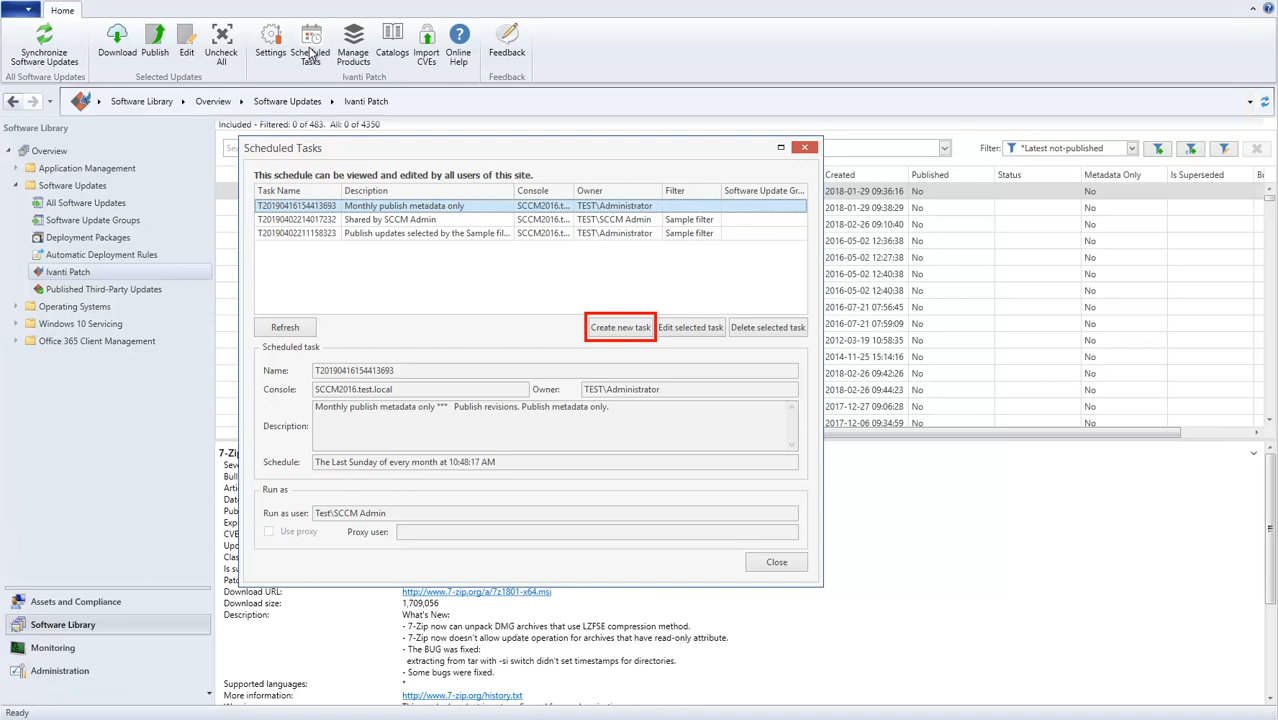 Home
Synchronize
Software Updates
Download
Publish
Edit
Uncheck
All
Settings
Scheduled
Tasks
Manage
Products
Catalogs
Import
CVEs
Online
Help
Feedback
All Software Updates
Selected Updates
Ivanti Patch
Feedback
Software Library
Overview
Software Updates
Ivanti Patch
Software Library
Overview
Application Management
Software Updates
All Software Updates
Software Update Groups
Deployment Packages
Automatic Deployment Rules
Ivanti Patch
Published Third-Party Updates
Operating Systems
Windows 10 Servicing
Office 365 Client Management
Assets and Compliance
Software Library
Monitoring
Administration
Ready
Included - Filtered: 0 of 483. All: 0 of 4350
Filter: *Latest not-published
Created Published Status Metadata Only Is Superseded
2018-01-29 09:36:16 No No No
2018-01-29 09:38:29 No No No
2018-02-26 09:10:40 No No No
2016-05-02 12:36:38 No No No
2016-05-02 12:27:38 No No No
2016-05-02 12:40:38 No No No
2016-05-02 12:40:38 No No No
2016-07-21 07:56:45 No No No
2016-07-21 07:59:09 No No No
2012-03-19 10:58:35 No No No
2014-11-25 15:14:16 No No No
2018-02-26 09:42:26 No No No
2018-02-26 09:44:30 No No No
2017-12-27 09:06:28 No No No
2017-12-06 09:34:59 No No No
Scheduled Tasks
This schedule can be viewed and edited by all users of this site.
Task Name Description Console Owner Filter Software Update Gr...
T20190416154413693 Monthly publish metadata only SCCM2016.t... TEST\Administrator
T20190402214017232 Shared by SCCM Admin SCCM2016.t... TEST\SCCM Admin Sample filter
T20190402211158323 Publish updates selected by the Sample fil... SCCM2016.t... TEST\Administrator Sample filter
Refresh Create new task Edit selected task Delete selected task
Scheduled task
Name: T20190416154413693
Console: SCCM2016.test.local Owner: TEST\Administrator
Description: Monthly publish metadata only *** Publish revisions. Publish metadata only.
Schedule: The Last Sunday of every month at 10:48:17 AM
Run as
Run as user: Test\SCCM Admin
Use proxy Proxy user:
Close
Download URL: http://www.7-zip.org/a/7z1801-x64.msi
Download size: 1,709,056
Description: What's New:
- 7-Zip now can unpack DMG archives that use LZFSE compression method.
- 7-Zip now doesn't allow update operation for archives that have read-only attribute.
- The BUG was fixed:
extracting from tar with -si switch didn't set timestamps for directories.
- Some bugs were fixed.
Supported languages: *
More information: http://www.7-zip.org/history.txt